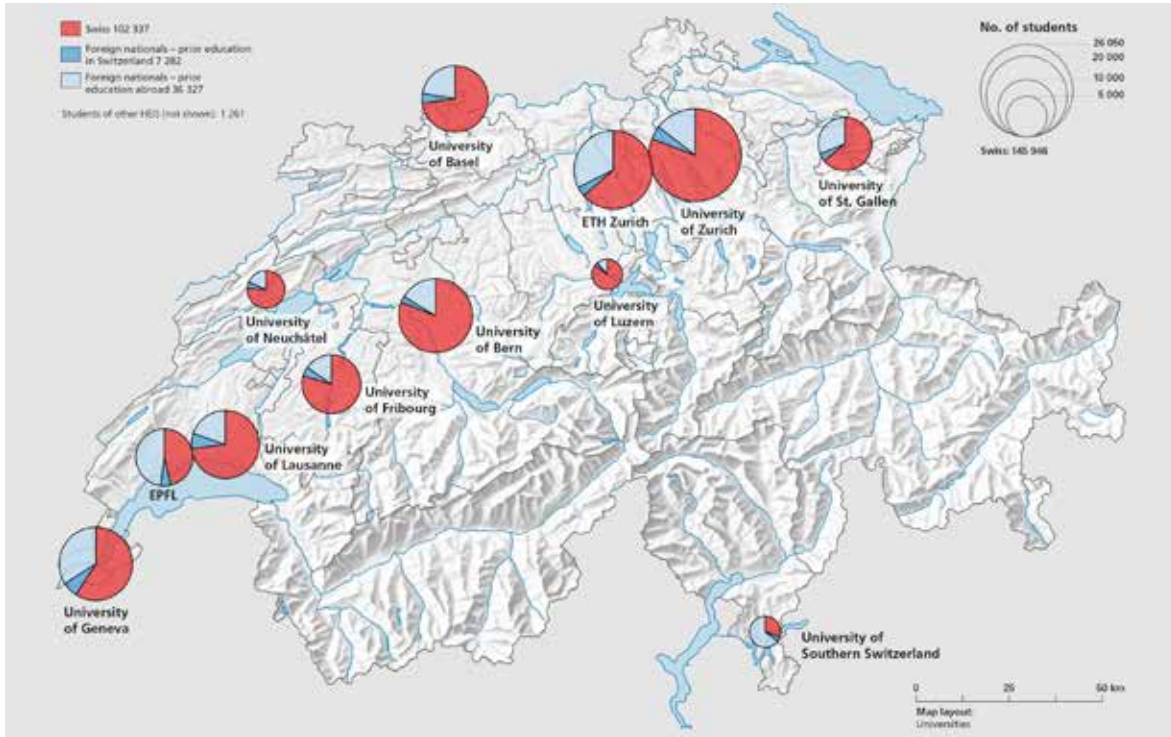 Swiss 102 337
Foreign nationals – prior education
in Switzerland 7 282
Foreign nationals – prior
education abroad 36 327
Students of other HEIS (not shown): 1 261
No. of students
26 050
20 000
10 000
5 000
Swiss: 145 946
University
of Basel
ETH Zurich
University
of Zurich
University
of St. Gallen
University
of Neuchâtel
University
of Bern
University
of Luzern
University
of Fribourg
University
of Lausanne
EPFL
University
of Geneva
University of
Southern Switzerland
0 25 50 km
Map layout:
Universities